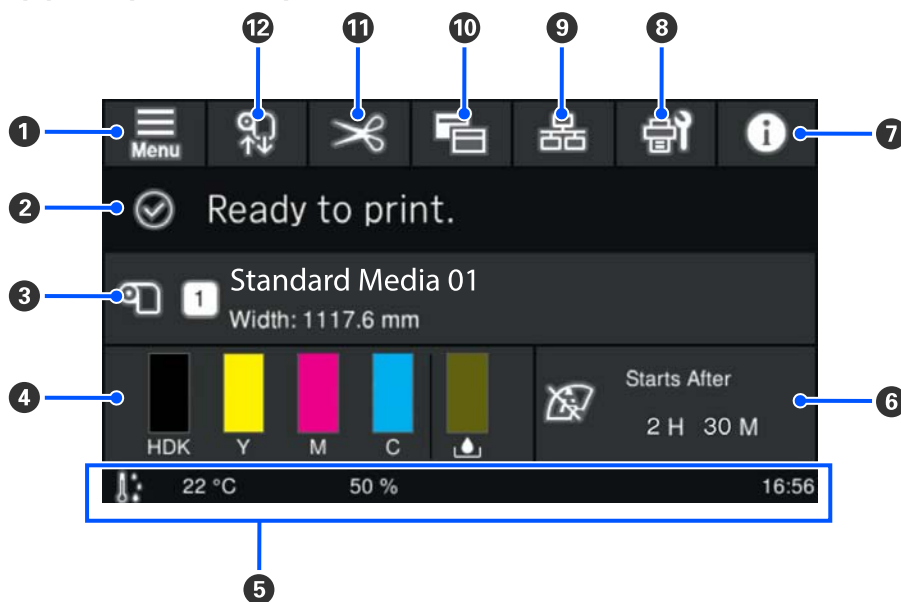 12 11 10 9 8
1 Menu 7
2 Ready to print.
3 1 Standard Media 01
Width: 1117.6 mm
4 Starts After 6
2 H 30 M
HDK Y M C
22 °C 50 % 16:56
5